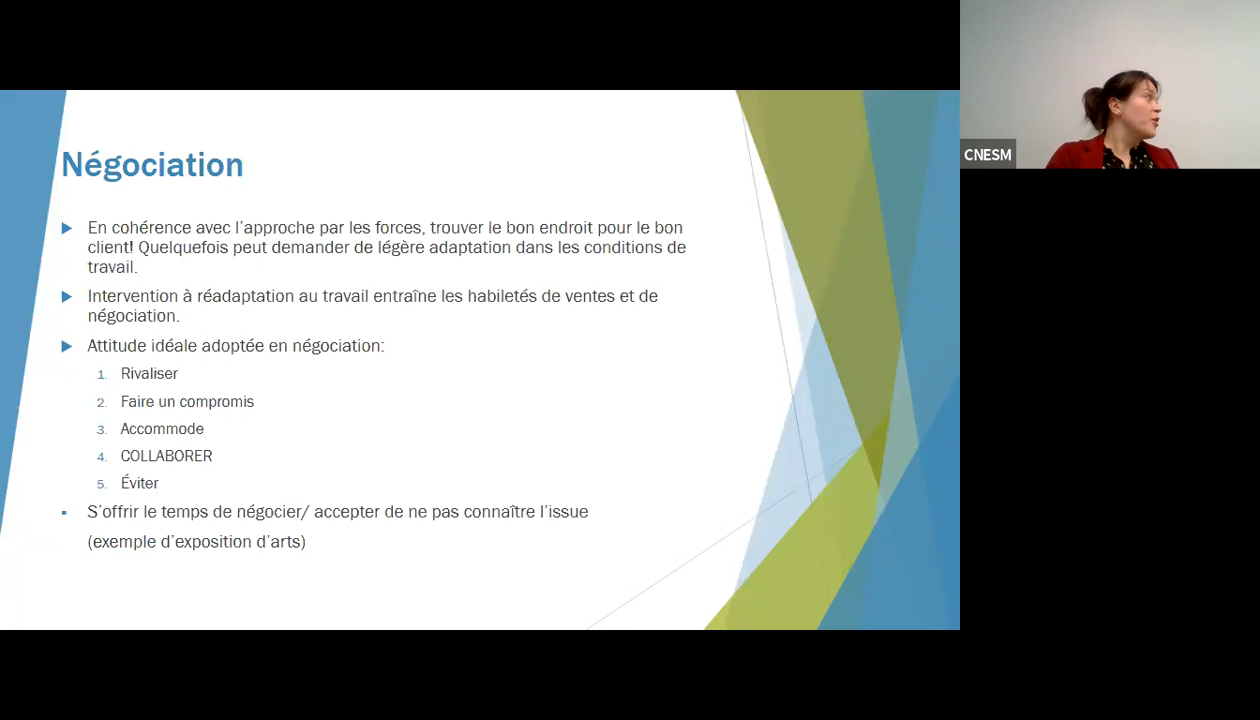 Négociation
En cohérence avec l'approche par les forces, trouver le bon endroit pour le bon
client! Quelquefois peut demander de légère adaptation dans les conditions de
travail.
Intervention à réadaptation au travail entraîne les habiletés de ventes et de
négociation.
Attitude idéale adoptée en négociation:
1. Rivaliser
2. Faire un compromis
3. Accommode
4. COLLABORER
5. Éviter
S'offrir le temps de négocier/ accepter de ne pas connaître l'issue
(exemple d'exposition d'arts)
CNESM